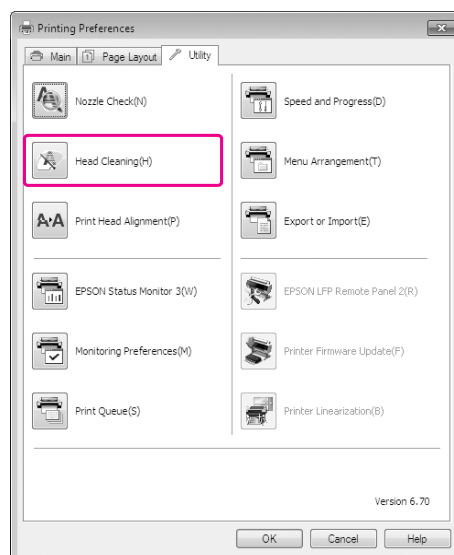 Printing Preferences
Main
Page Layout
Utility
Nozzle Check(N)
Speed and Progress(D)
Head Cleaning(H)
Menu Arrangement(T)
A A
Print Head Alignment(P)
Export or Import(E)
EPSON Status Monitor 3(W)
EPSON LFP Remote Panel 2(R)
Monitoring Preferences(M)
Printer Firmware Update(F)
Print Queue(S)
Printer Linearization(B)
Version 6.70
OK
Cancel
Help